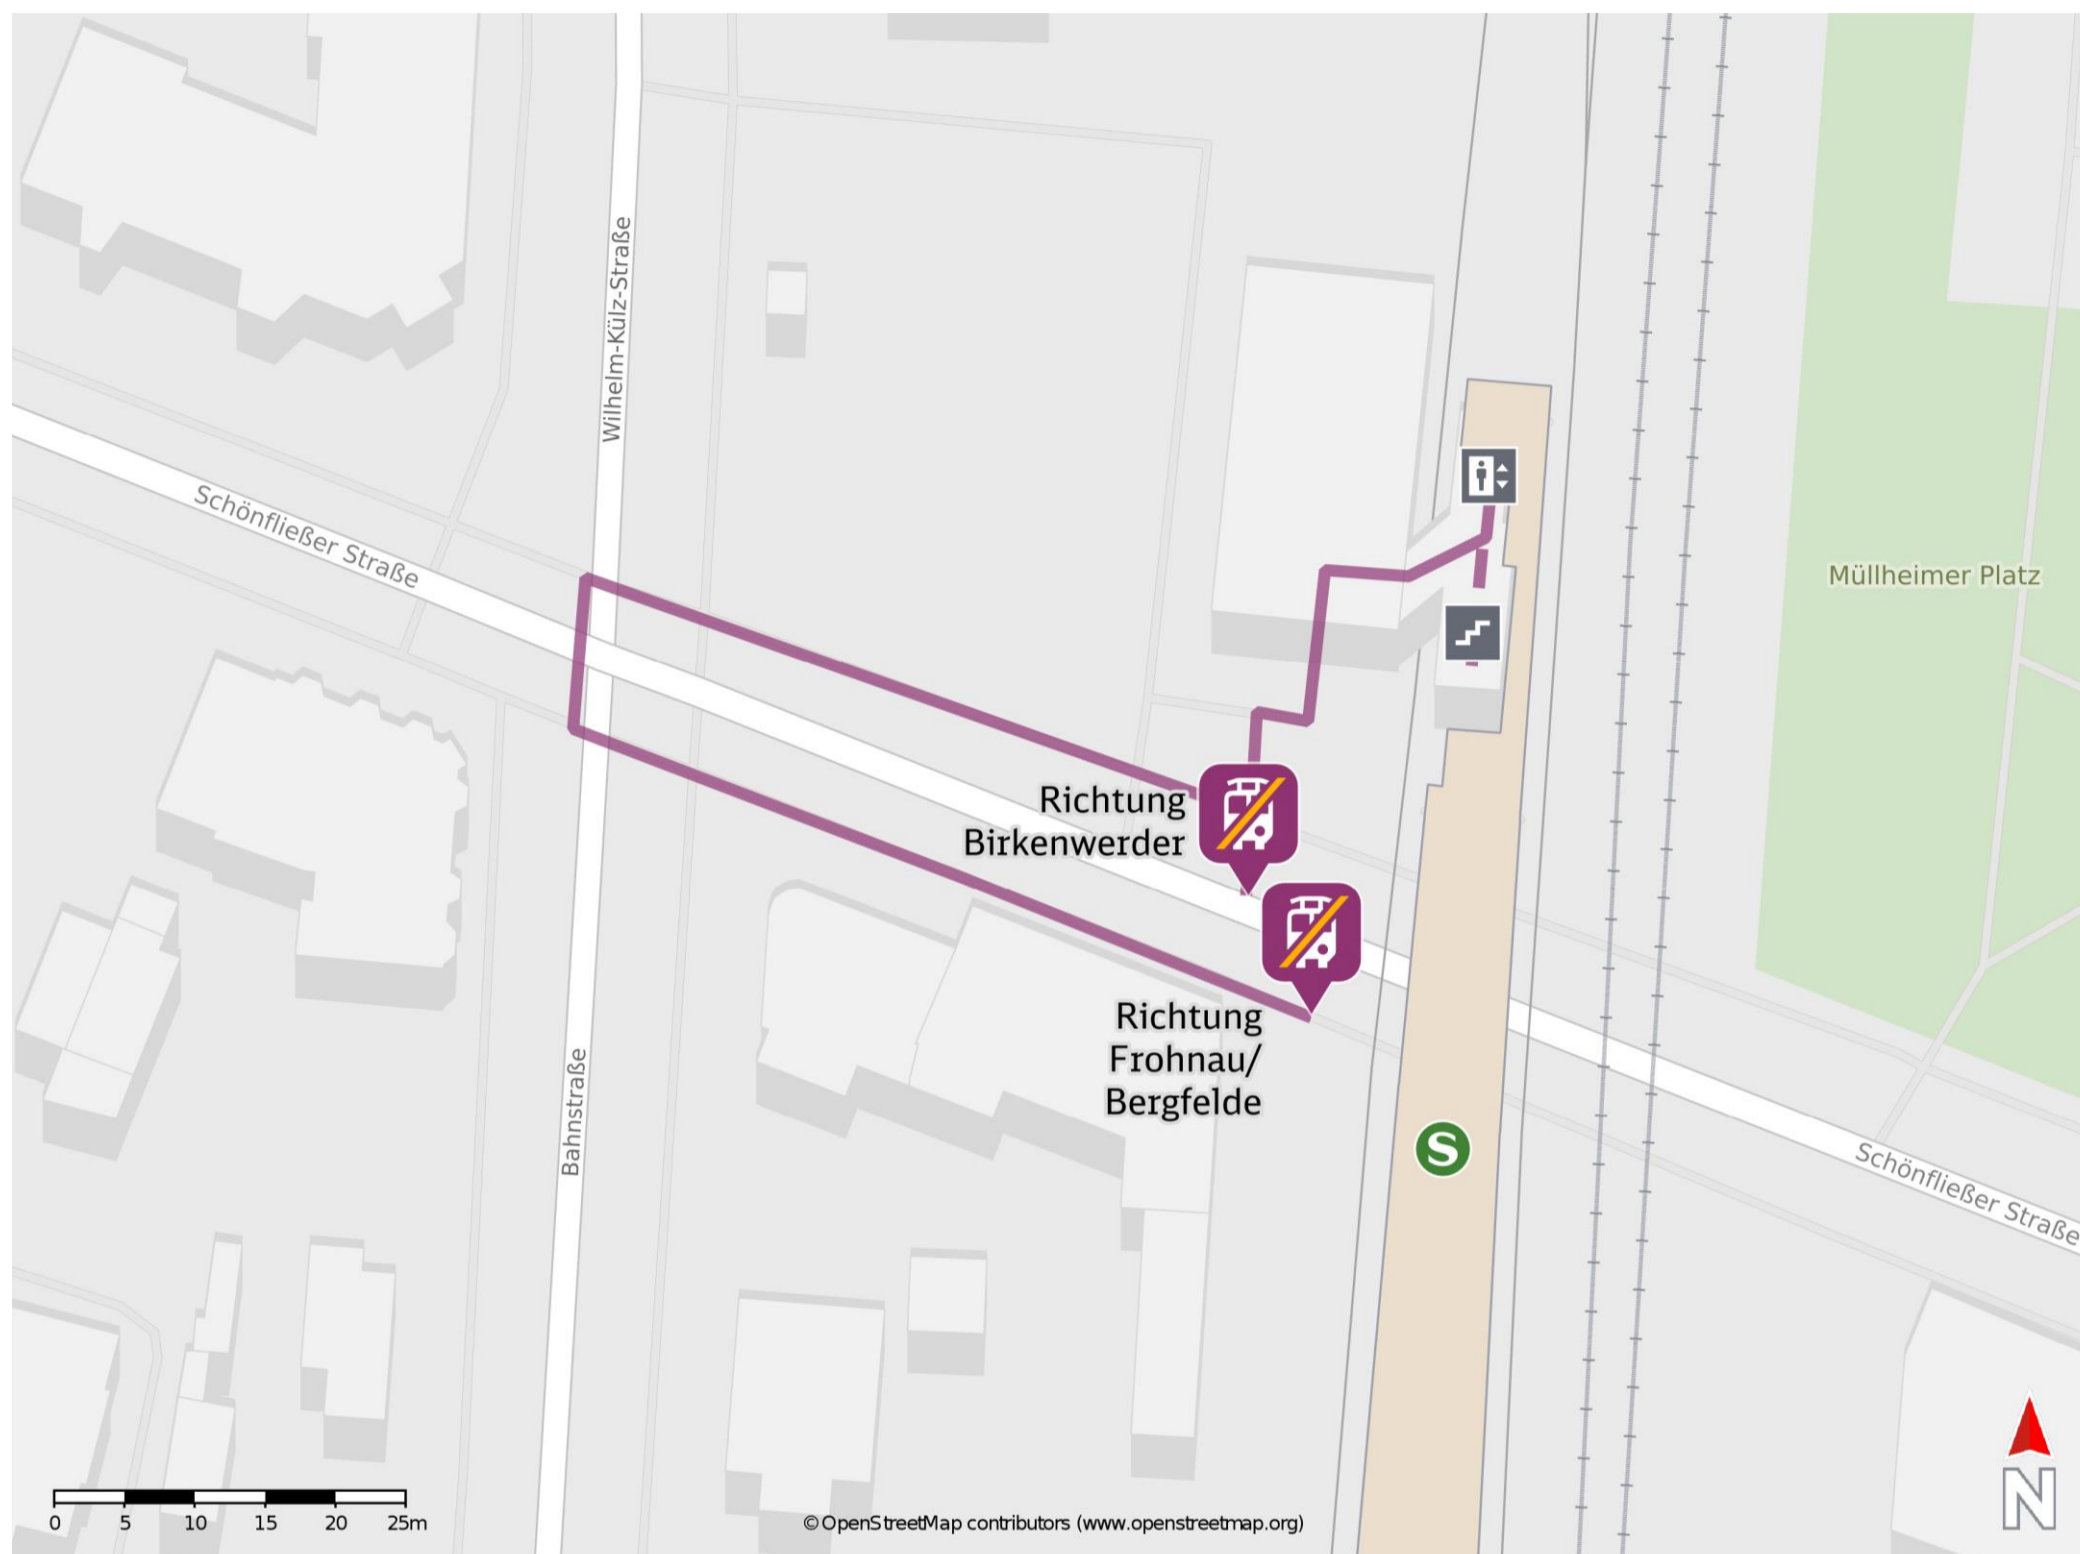 Wilhelm-Külz-Straße
Schönfließer Straße
Müllheimer Platz
Richtung
Birkenwerder
Richtung
Frohnau/
Bergfelde
Bahnstraße
S
Schönfließer Straße
N
0 5 10 15 20 25m
©OpenStreetMap contributors (www.openstreetmap.org)